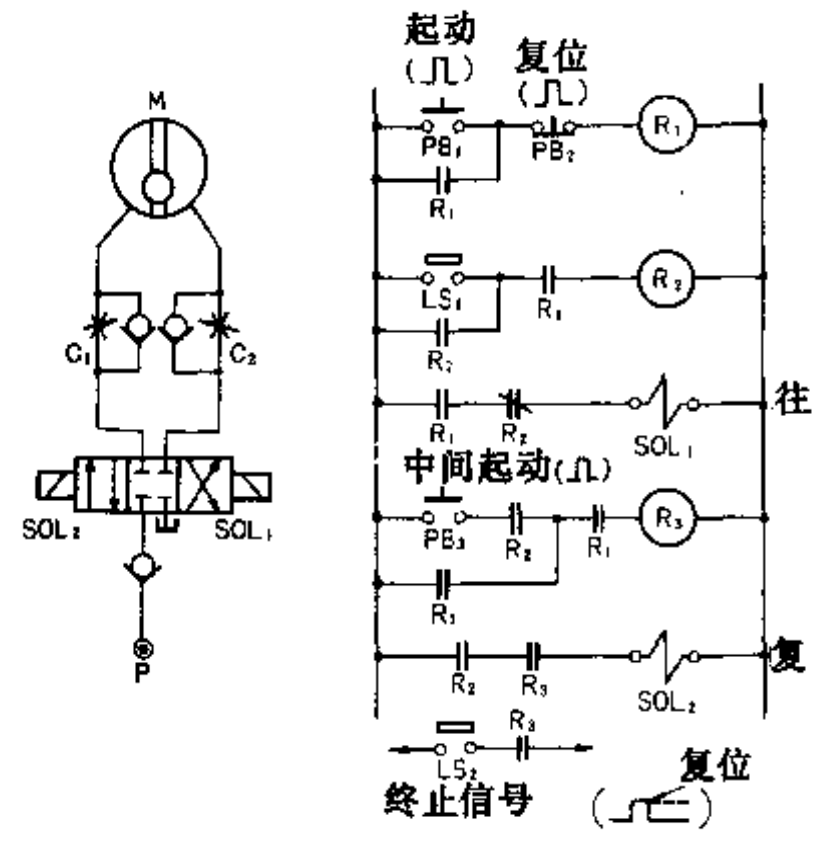 起动
复位
M
R₁
PB₁
PB₂
R₁
R₂
LS₁
R₁
R₂
C₁
C₂
往
R₁
R₂
SOL₁
中间起动
PB₃
R₂
R₁
R₃
SOL₂
SOL₁
R₃
P
复
R₂
R₃
SOL₂
R₃
LS₂
终止信号
复位